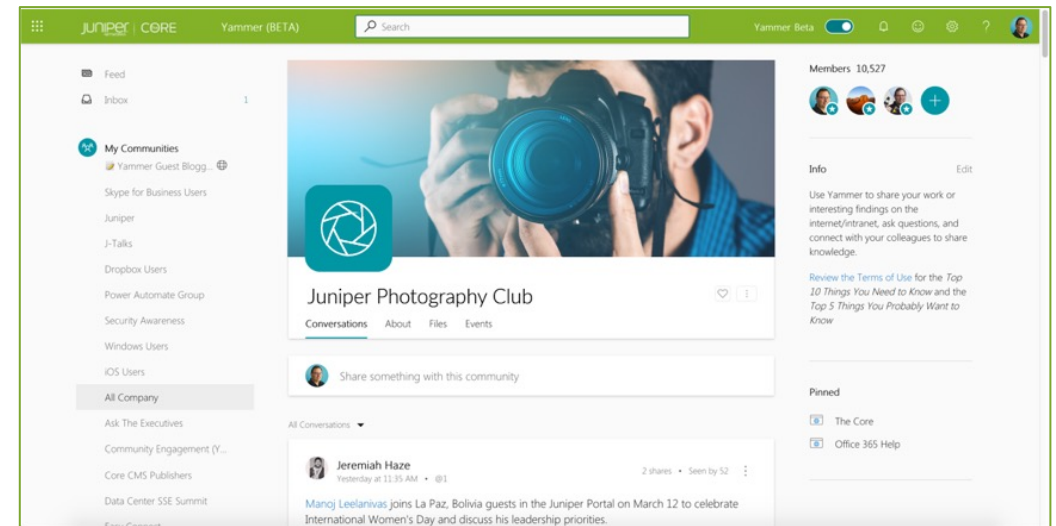 JUNIPER NETWORKS | CORE
Yammer (BETA)
Search
Yammer Beta
?
Feed
Inbox 1
My Communities
Yammer Guest Blogg...
Skype for Business Users
Juniper
J-Talks
Dropbox Users
Power Automate Group
Security Awareness
Windows Users
iOS Users
All Company
Ask The Executives
Community Engagement (Y...
Core CMS Publishers
Data Center SSE Summit
Easy Connect
Juniper Photography Club
Conversations About Files Events
Share something with this community
All Conversations
Jeremiah Haze
Yesterday at 11:35 AM • @1
2 shares • Seen by 52
Manoj Leelanivas joins La Paz, Bolivia guests in the Juniper Portal on March 12 to celebrate
International Women's Day and discuss his leadership priorities.
Members 10,527
Info Edit
Use Yammer to share your work or
interesting findings on the
internet/intranet, ask questions, and
connect with your colleagues to share
knowledge.
Review the Terms of Use for the Top
10 Things You Need to Know and the
Top 5 Things You Probably Want to
Know
Pinned
The Core
Office 365 Help